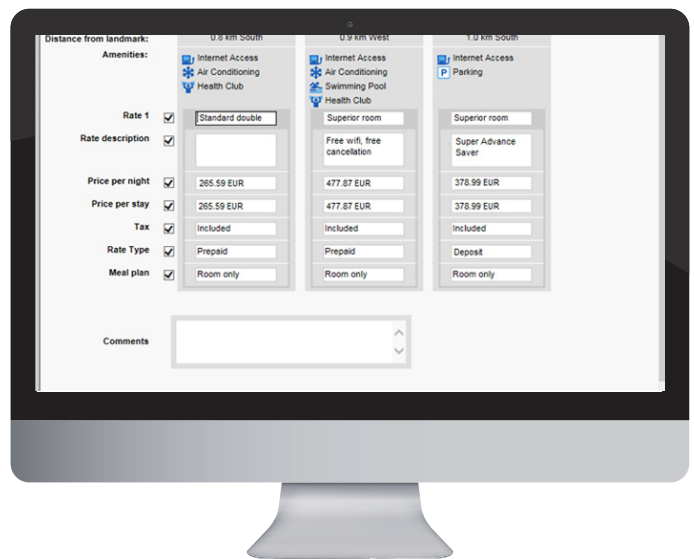 Distance from landmark: 0.8 km South 0.9 km West 1.0 km South
Amenities: Internet Access Internet Access Internet Access
Air Conditioning Air Conditioning P Parking
Health Club Swimming Pool
Health Club
Rate 1 Standard double Superior room Superior room
Rate description Free wifi, free Super Advance
cancellation Saver
Price per night 265.59 EUR 477.87 EUR 378.99 EUR
Price per stay 265.59 EUR 477.87 EUR 378.99 EUR
Tax Included Included Included
Rate Type Prepaid Prepaid Deposit
Meal plan Room only Room only Room only
Comments